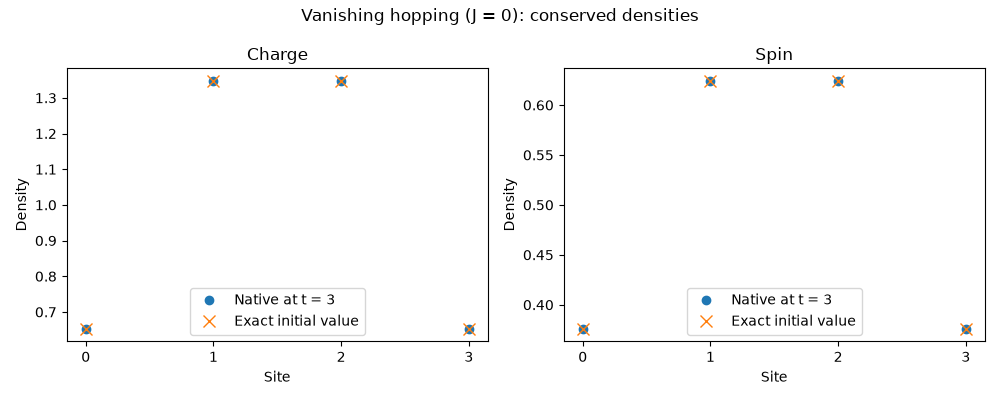 Vanishing hopping (J = 0): conserved densities
Charge
Density
1.3
1.2
1.1
1.0
0.9
0.8
0.7
0 1 2 3
Site
Native at t = 3
Exact initial value
Spin
Density
0.60
0.55
0.50
0.45
0.40
0 1 2 3
Site
Native at t = 3
Exact initial value